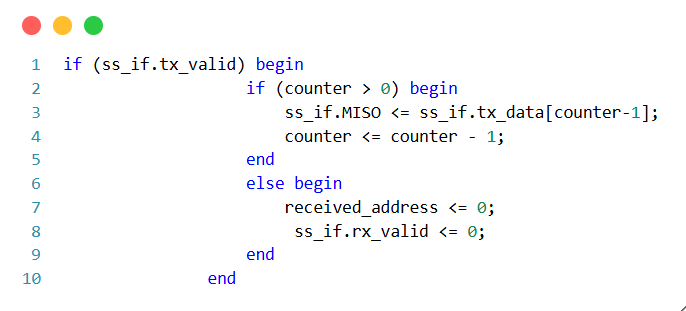 1 if (ss_if.tx_valid) begin
2 if (counter > 0) begin
3 ss_if.MISO <= ss_if.tx_data[counter-1];
4 counter <= counter - 1;
5 end
6 else begin
7 received_address <= 0;
8 ss_if.rx_valid <= 0;
9 end
10 end